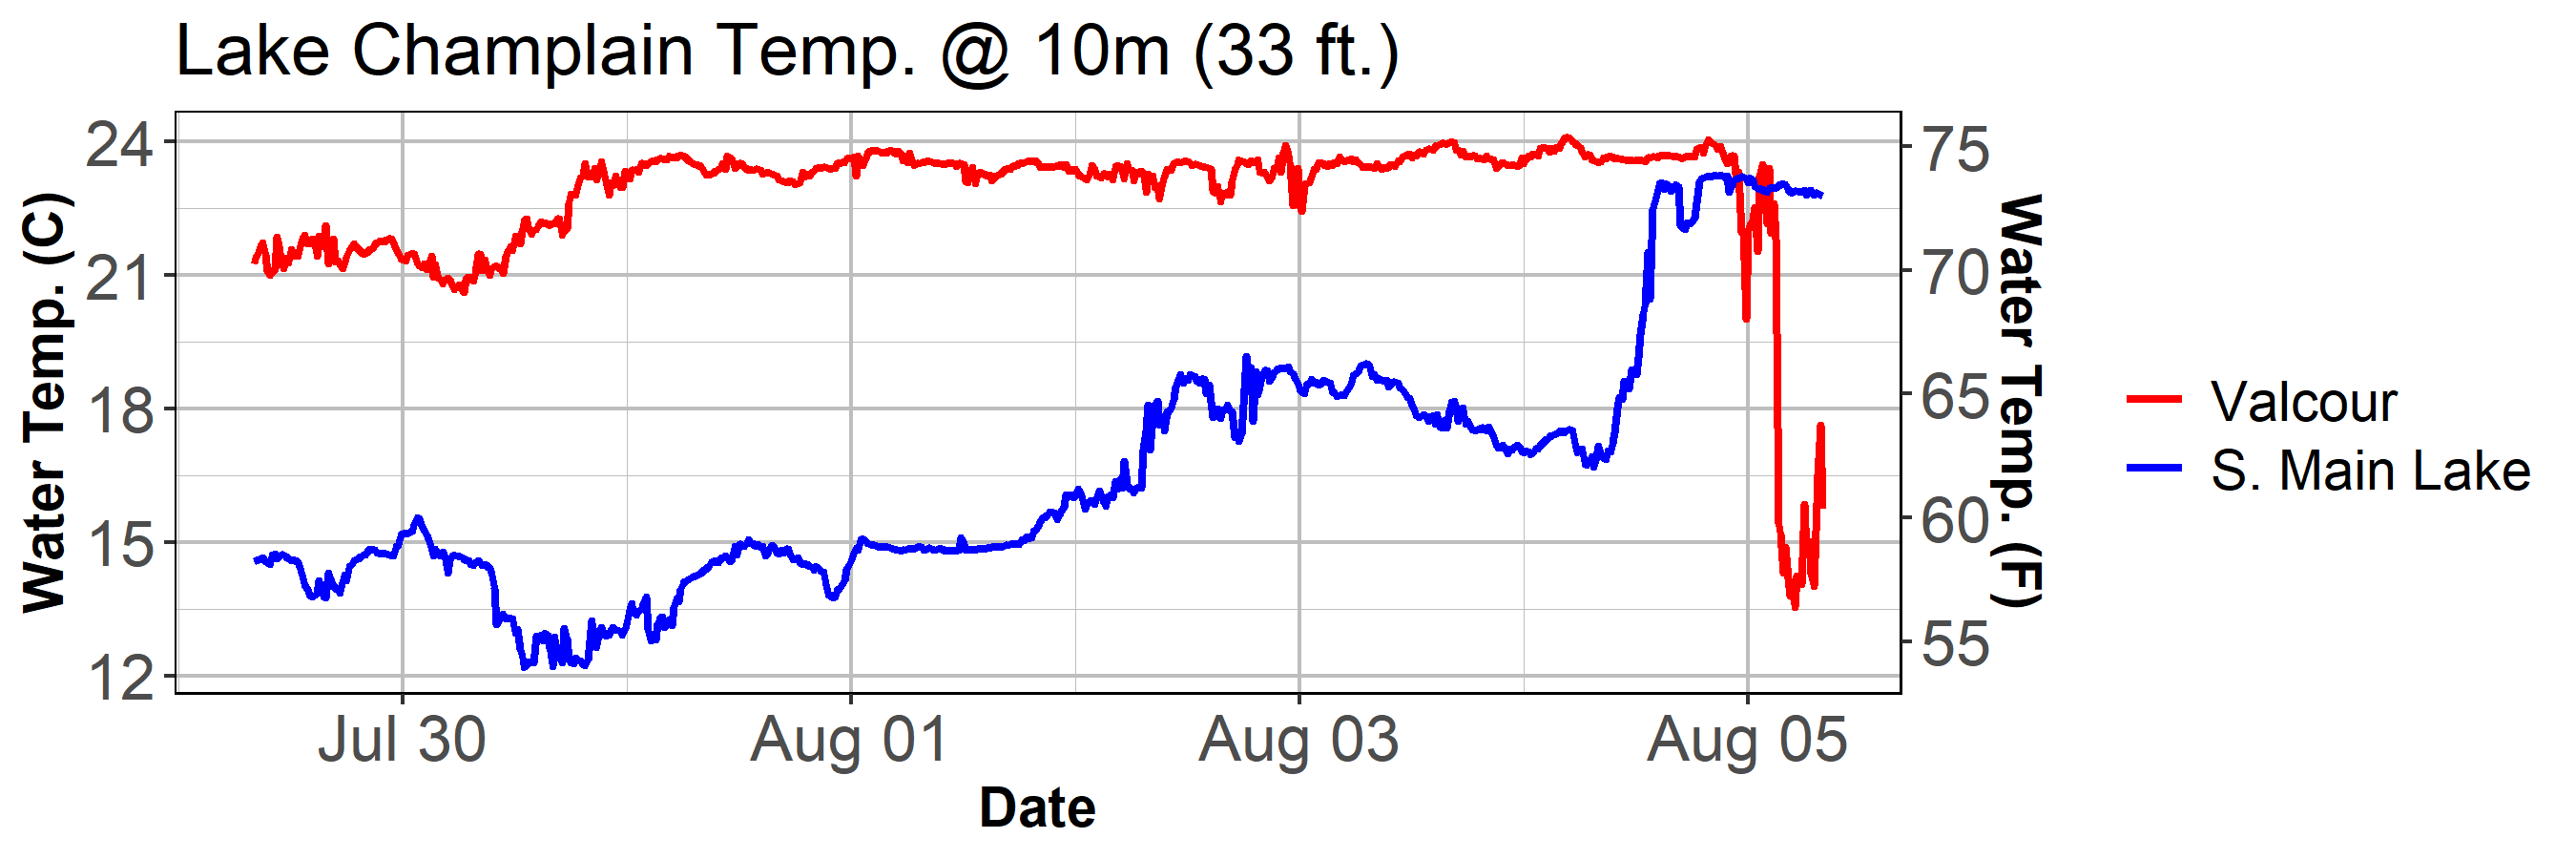 Lake Champlain Temp. @ 10m (33 ft.)
Water Temp. (C)
24
21
18
15
12
75
70
65
60
55
Water Temp. (F)
Jul 30
Aug 01
Aug 03
Aug 05
Date
Valcour
S. Main Lake